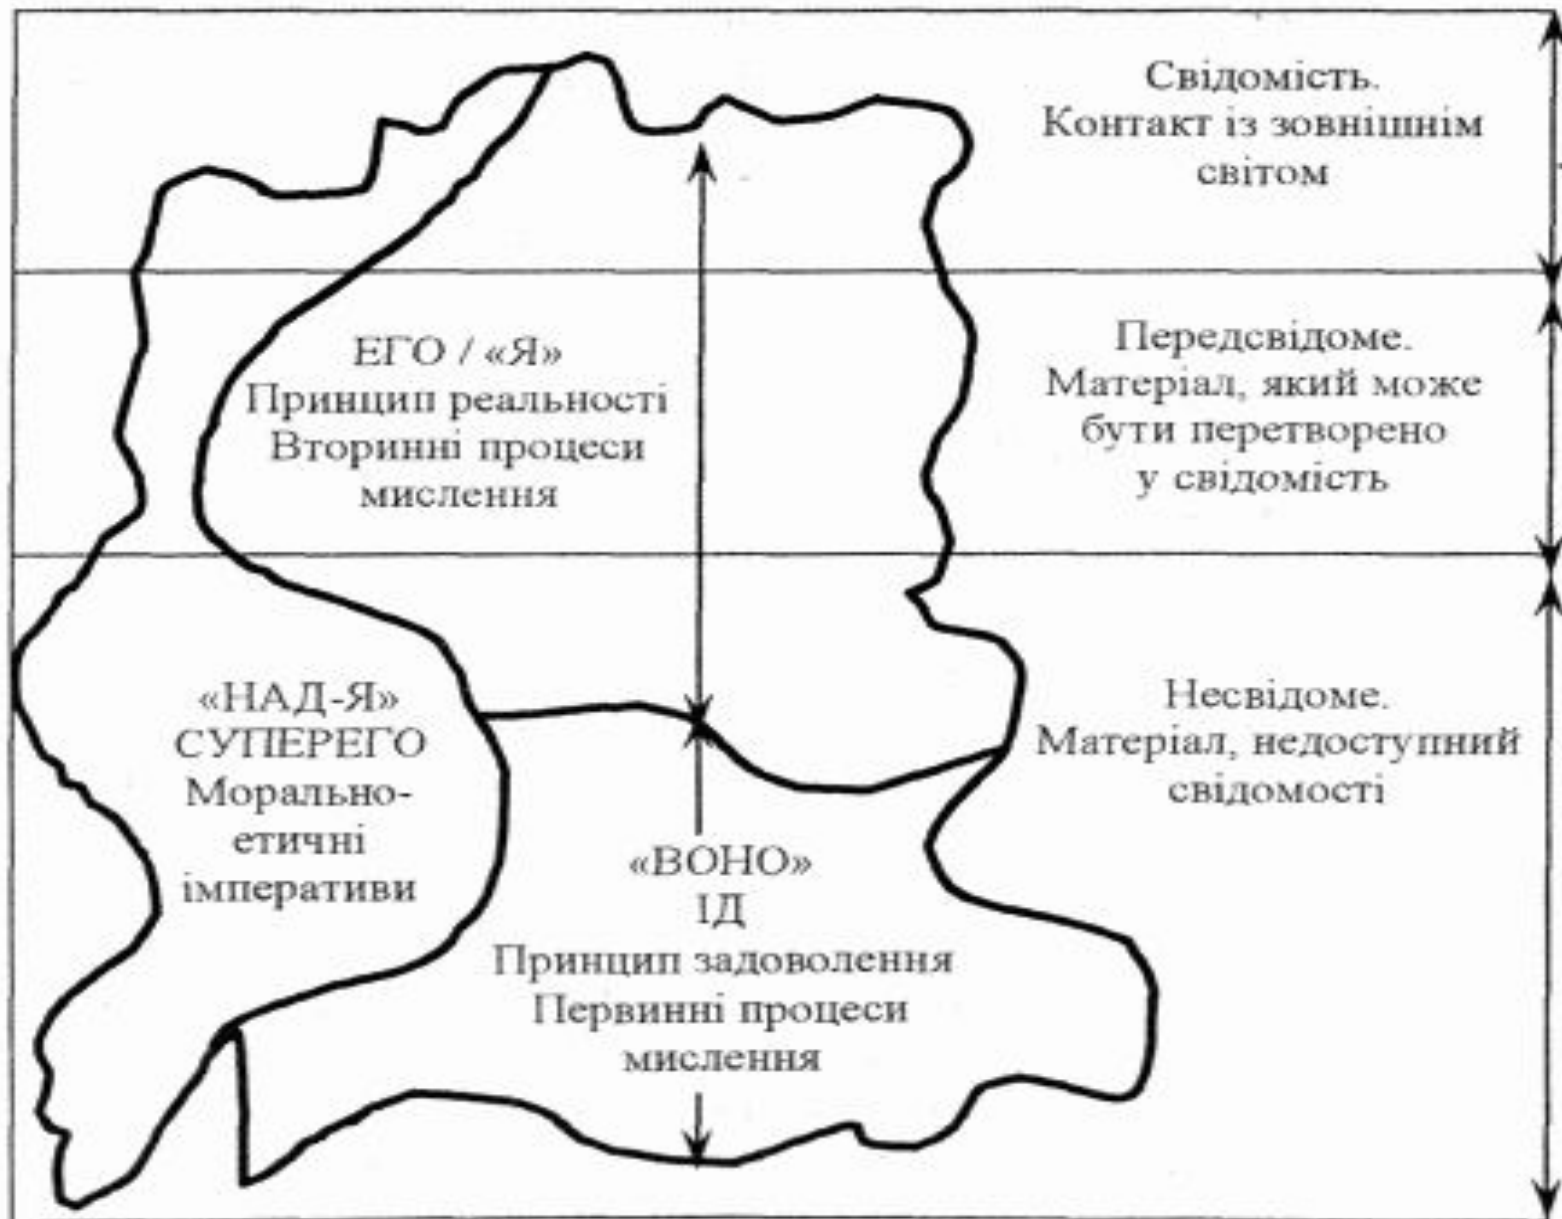 Свідомість.
Контакт із зовнішнім
світом
ЕГО / «Я»
Принцип реальності
Вторинні процеси
мислення
Передсвідоме.
Матеріал, який може
бути перетворено
у свідомість
«НАД-Я»
СУПЕРЕГО
Морально-
етичні
імперативи
«ВОНО»
ІД
Принцип задоволення
Первинні процеси
мислення
Несвідоме.
Матеріал, недоступний
свідомості